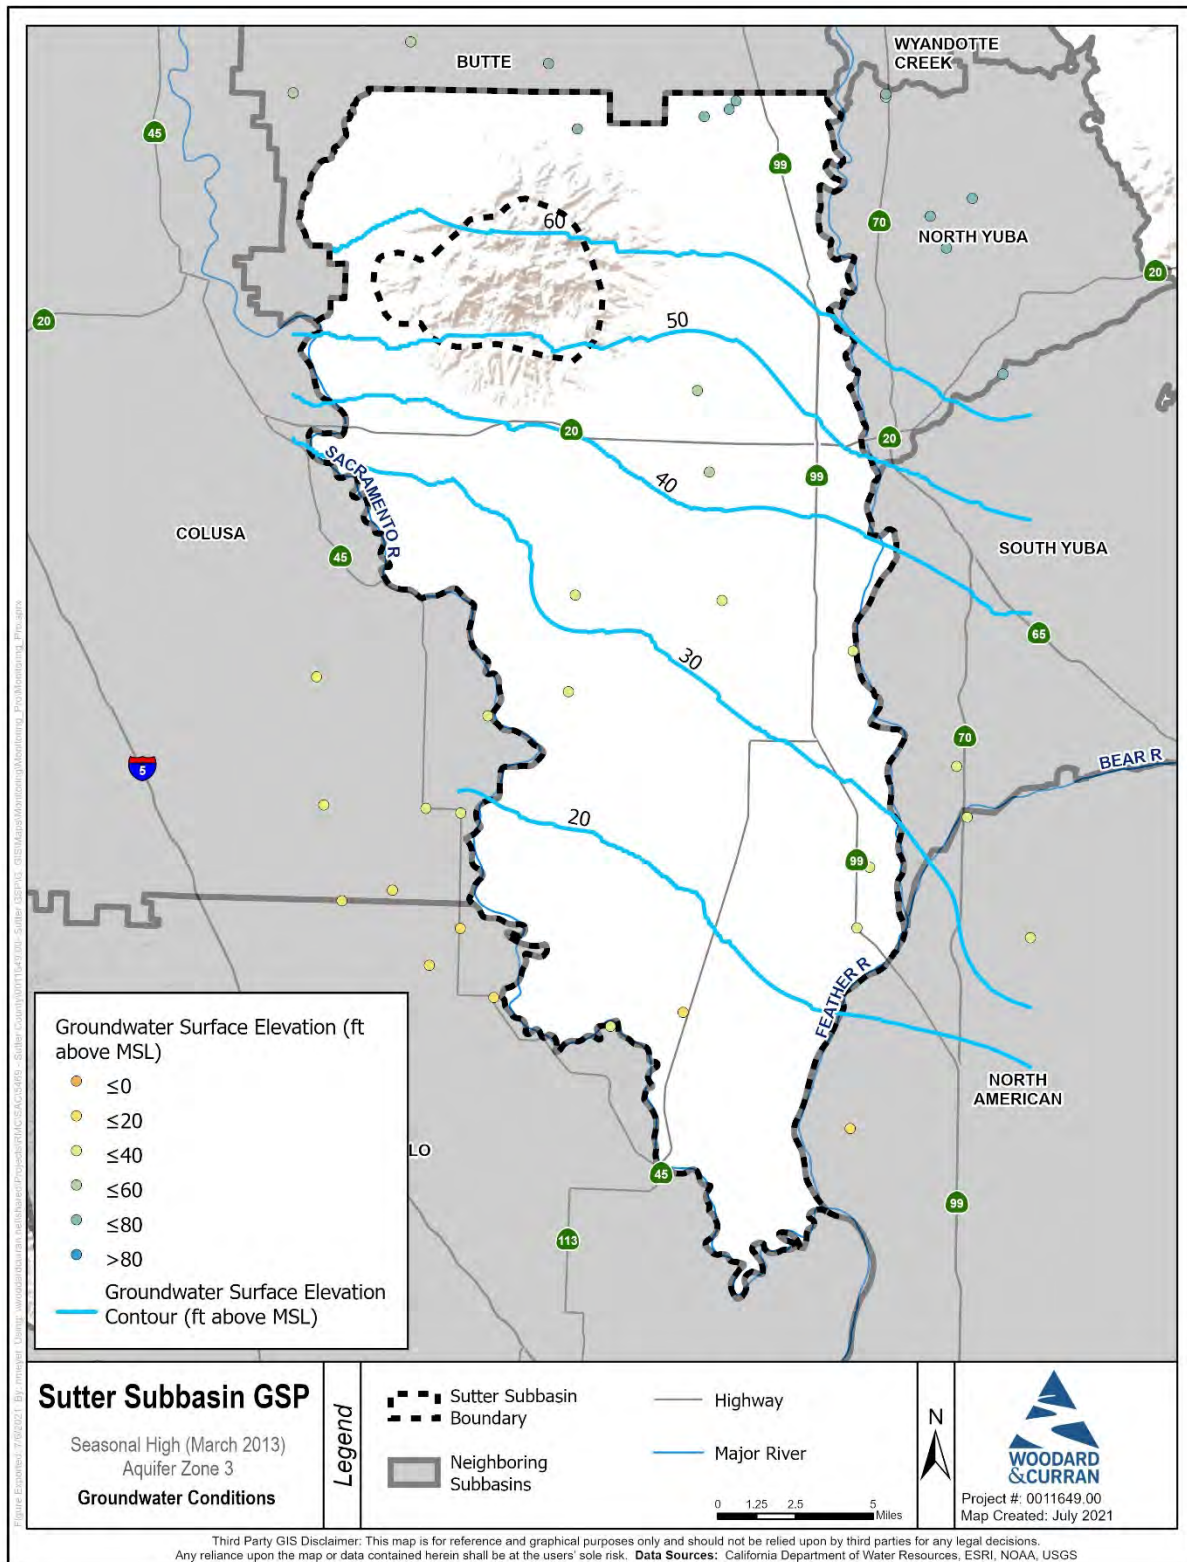 BUTTE
WYANDOTTE
CREEK
45
99
70
NORTH YUBA
60
20
20
50
20
20
40
99
SACRAMENTO R
COLUSA
45
SOUTH YUBA
65
30
70
5
BEAR R
20
99
FEATHER R
NORTH
AMERICAN
LO
45
99
113
Groundwater Surface Elevation (ft
above MSL)
≤0
≤20
≤40
≤60
≤80
>80
Groundwater Surface Elevation
Contour (ft above MSL)
Sutter Subbasin GSP
Seasonal High (March 2013)
Aquifer Zone 3
Groundwater Conditions
Legend
Sutter Subbasin
Boundary
Neighboring
Subbasins
Highway
Major River
0 1.25 2.5 5
Miles
N
WOODARD
&CURRAN
Project #: 0011649.00
Map Created: July 2021
Third Party GIS Disclaimer: This map is for reference and graphical purposes only and should not be relied upon by third parties for any legal decisions.
Any reliance upon the map or data contained herein shall be at the users' sole risk. Data Sources: California Department of Water Resources, ESRI, NOAA, USGS